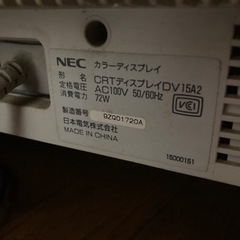 NEC カラーディスプレイ
形名 CRTディスプレイDV15A2
定格電圧 AC100V 50/60Hz
消費電力 72W
VCCI
製造番号 9ZQ01720A
日本電気株式会社
MADE IN CHINA
15000151